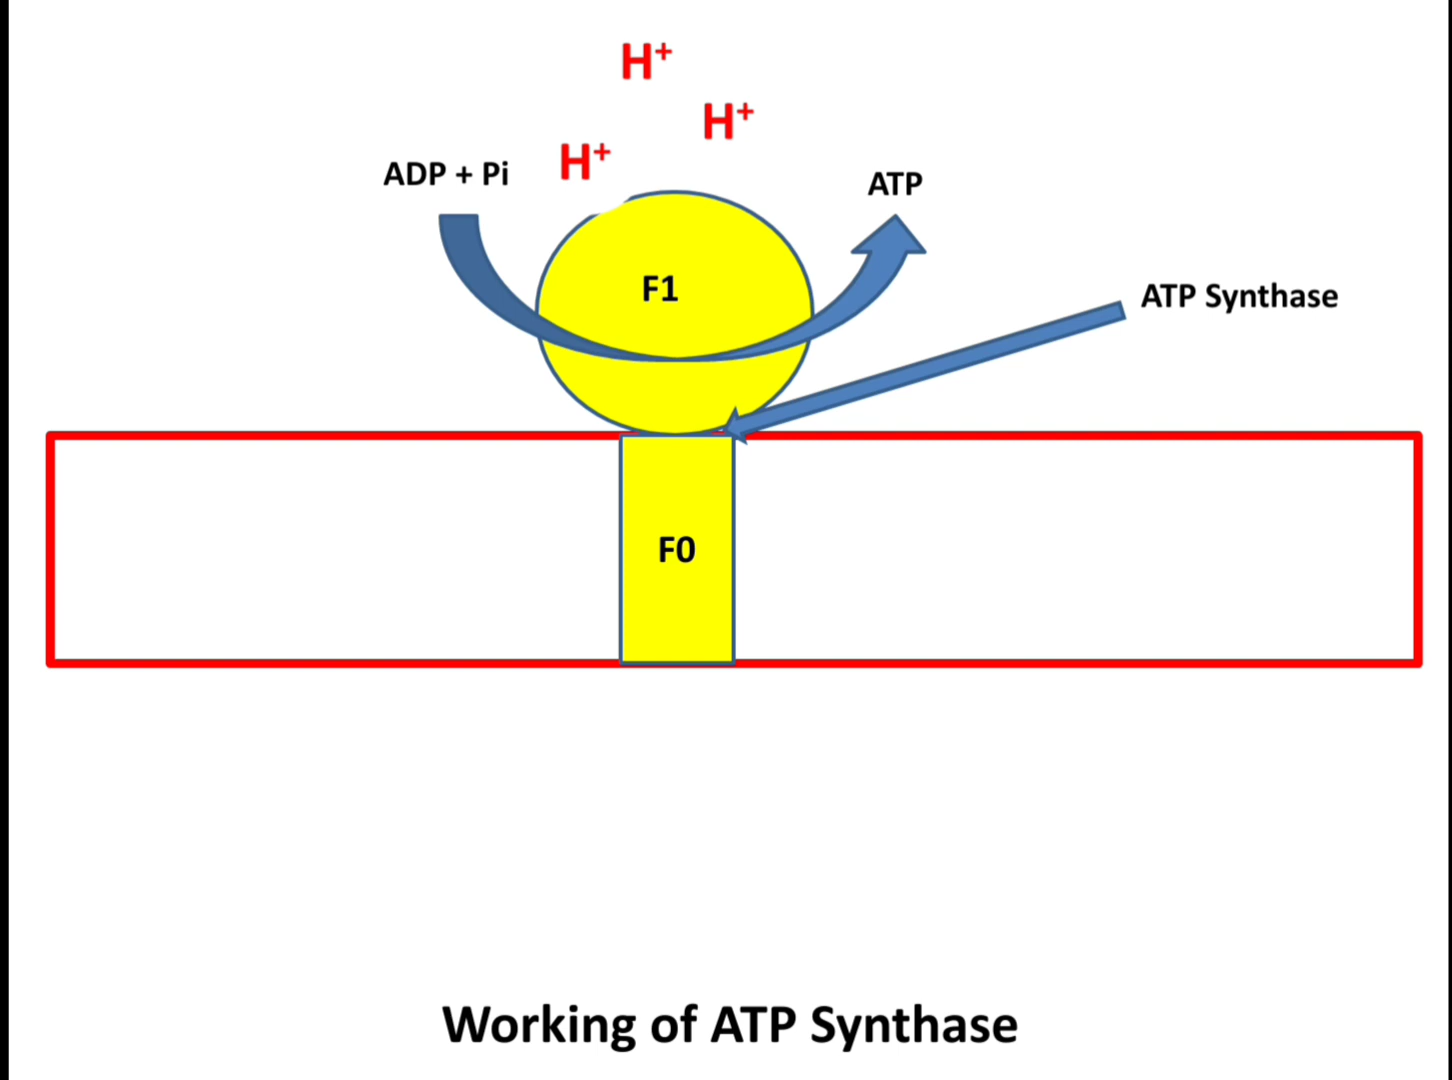 H⁺
H⁺
H⁺
ADP + Pi
ATP
F1
ATP Synthase
F0
Working of ATP Synthase